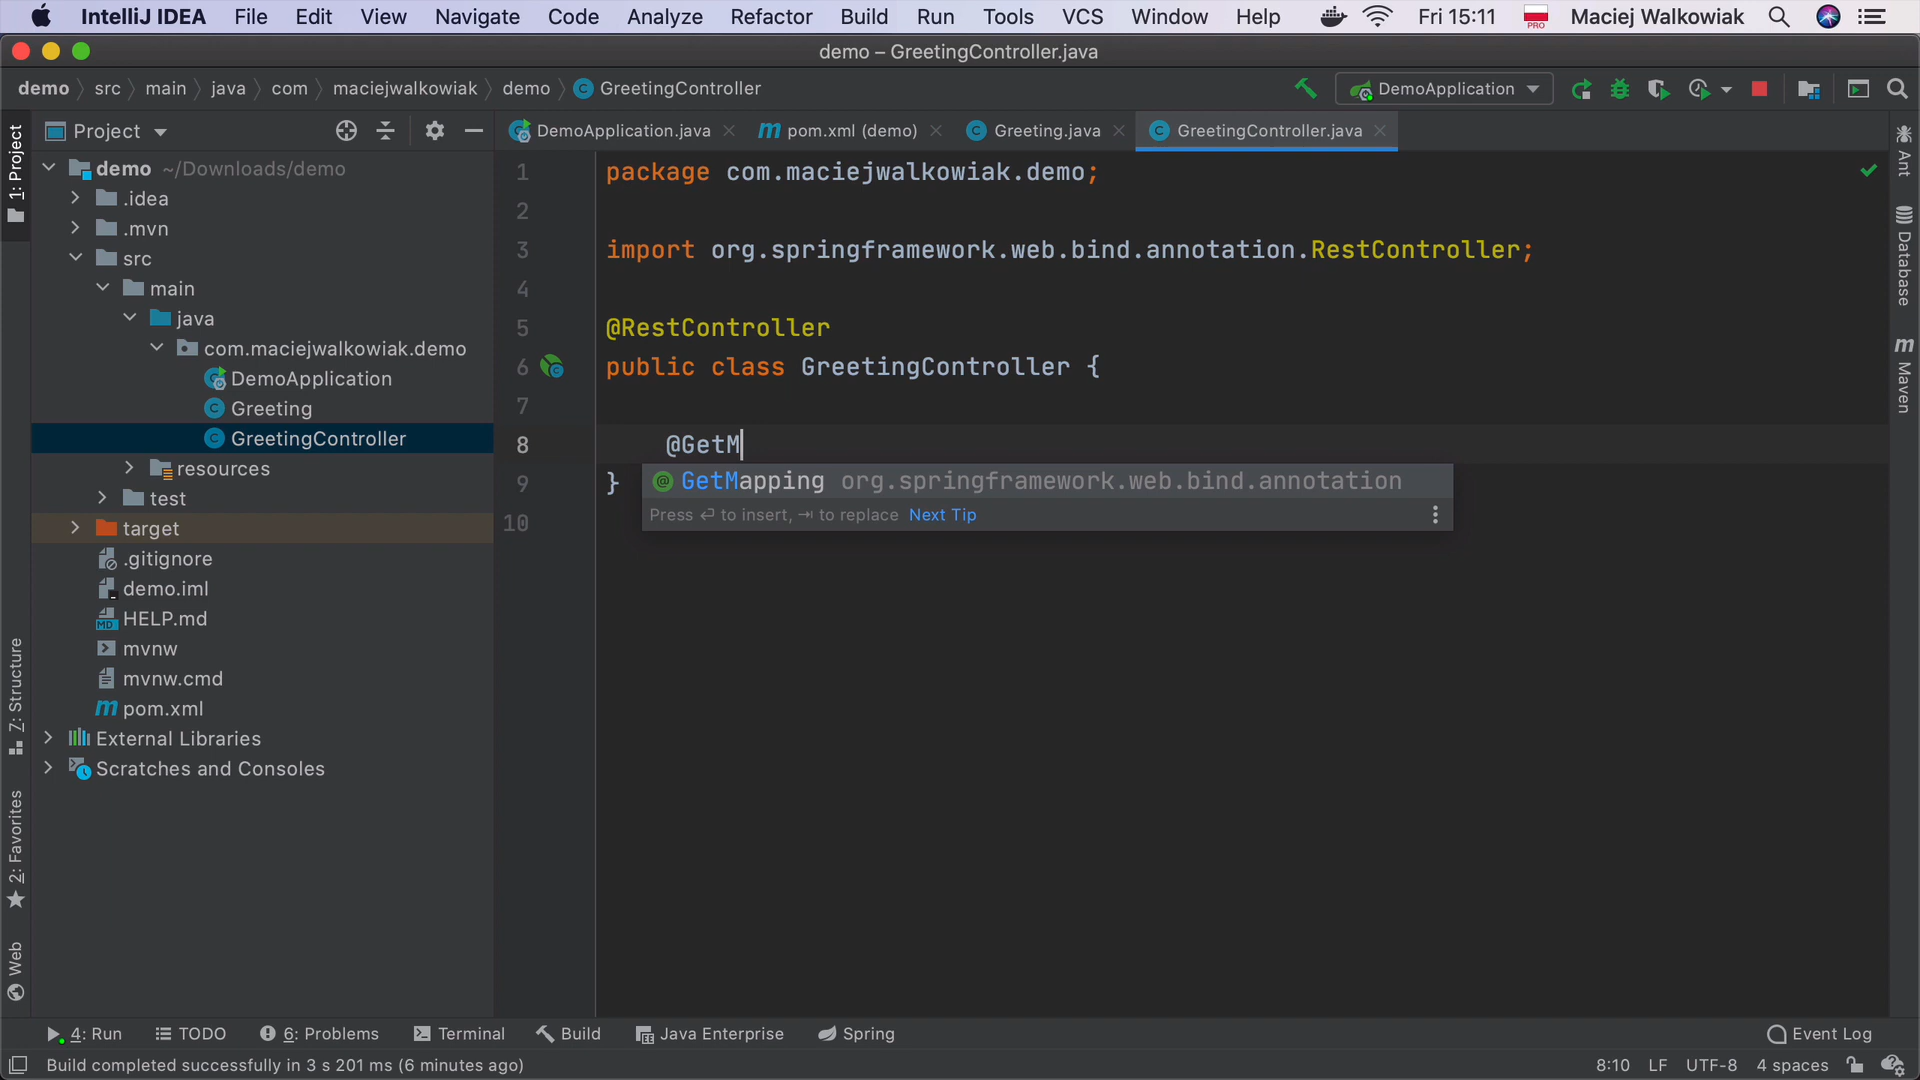 IntelliJ IDEA File Edit View Navigate Code Analyze Refactor Build Run Tools VCS Window Help PRO Fri 15:11 Maciej Walkowiak
demo – GreetingController.java
demo src main java com maciejwalkowiak demo GreetingController DemoApplication
Project DemoApplication.java pom.xml (demo) Greeting.java GreetingController.java
1: Project
demo ~/Downloads/demo
.idea
.mvn
src
main
java
com.maciejwalkowiak.demo
DemoApplication
Greeting
GreetingController
resources
test
target
.gitignore
demo.iml
HELP.md
mvnw
mvnw.cmd
pom.xml
External Libraries
Scratches and Consoles
Z: Structure
2: Favorites
Web
1 package com.maciejwalkowiak.demo;
2
3 import org.springframework.web.bind.annotation.RestController;
4
5 @RestController
6 public class GreetingController {
7
8 @GetM
9 }
10
GetMapping org.springframework.web.bind.annotation
Press ⏎ to insert, ⇥ to replace Next Tip
Ant
Database
Maven
4: Run TODO 6: Problems Terminal Build Java Enterprise Spring Event Log
Build completed successfully in 3 s 201 ms (6 minutes ago) 8:10 LF UTF-8 4 spaces